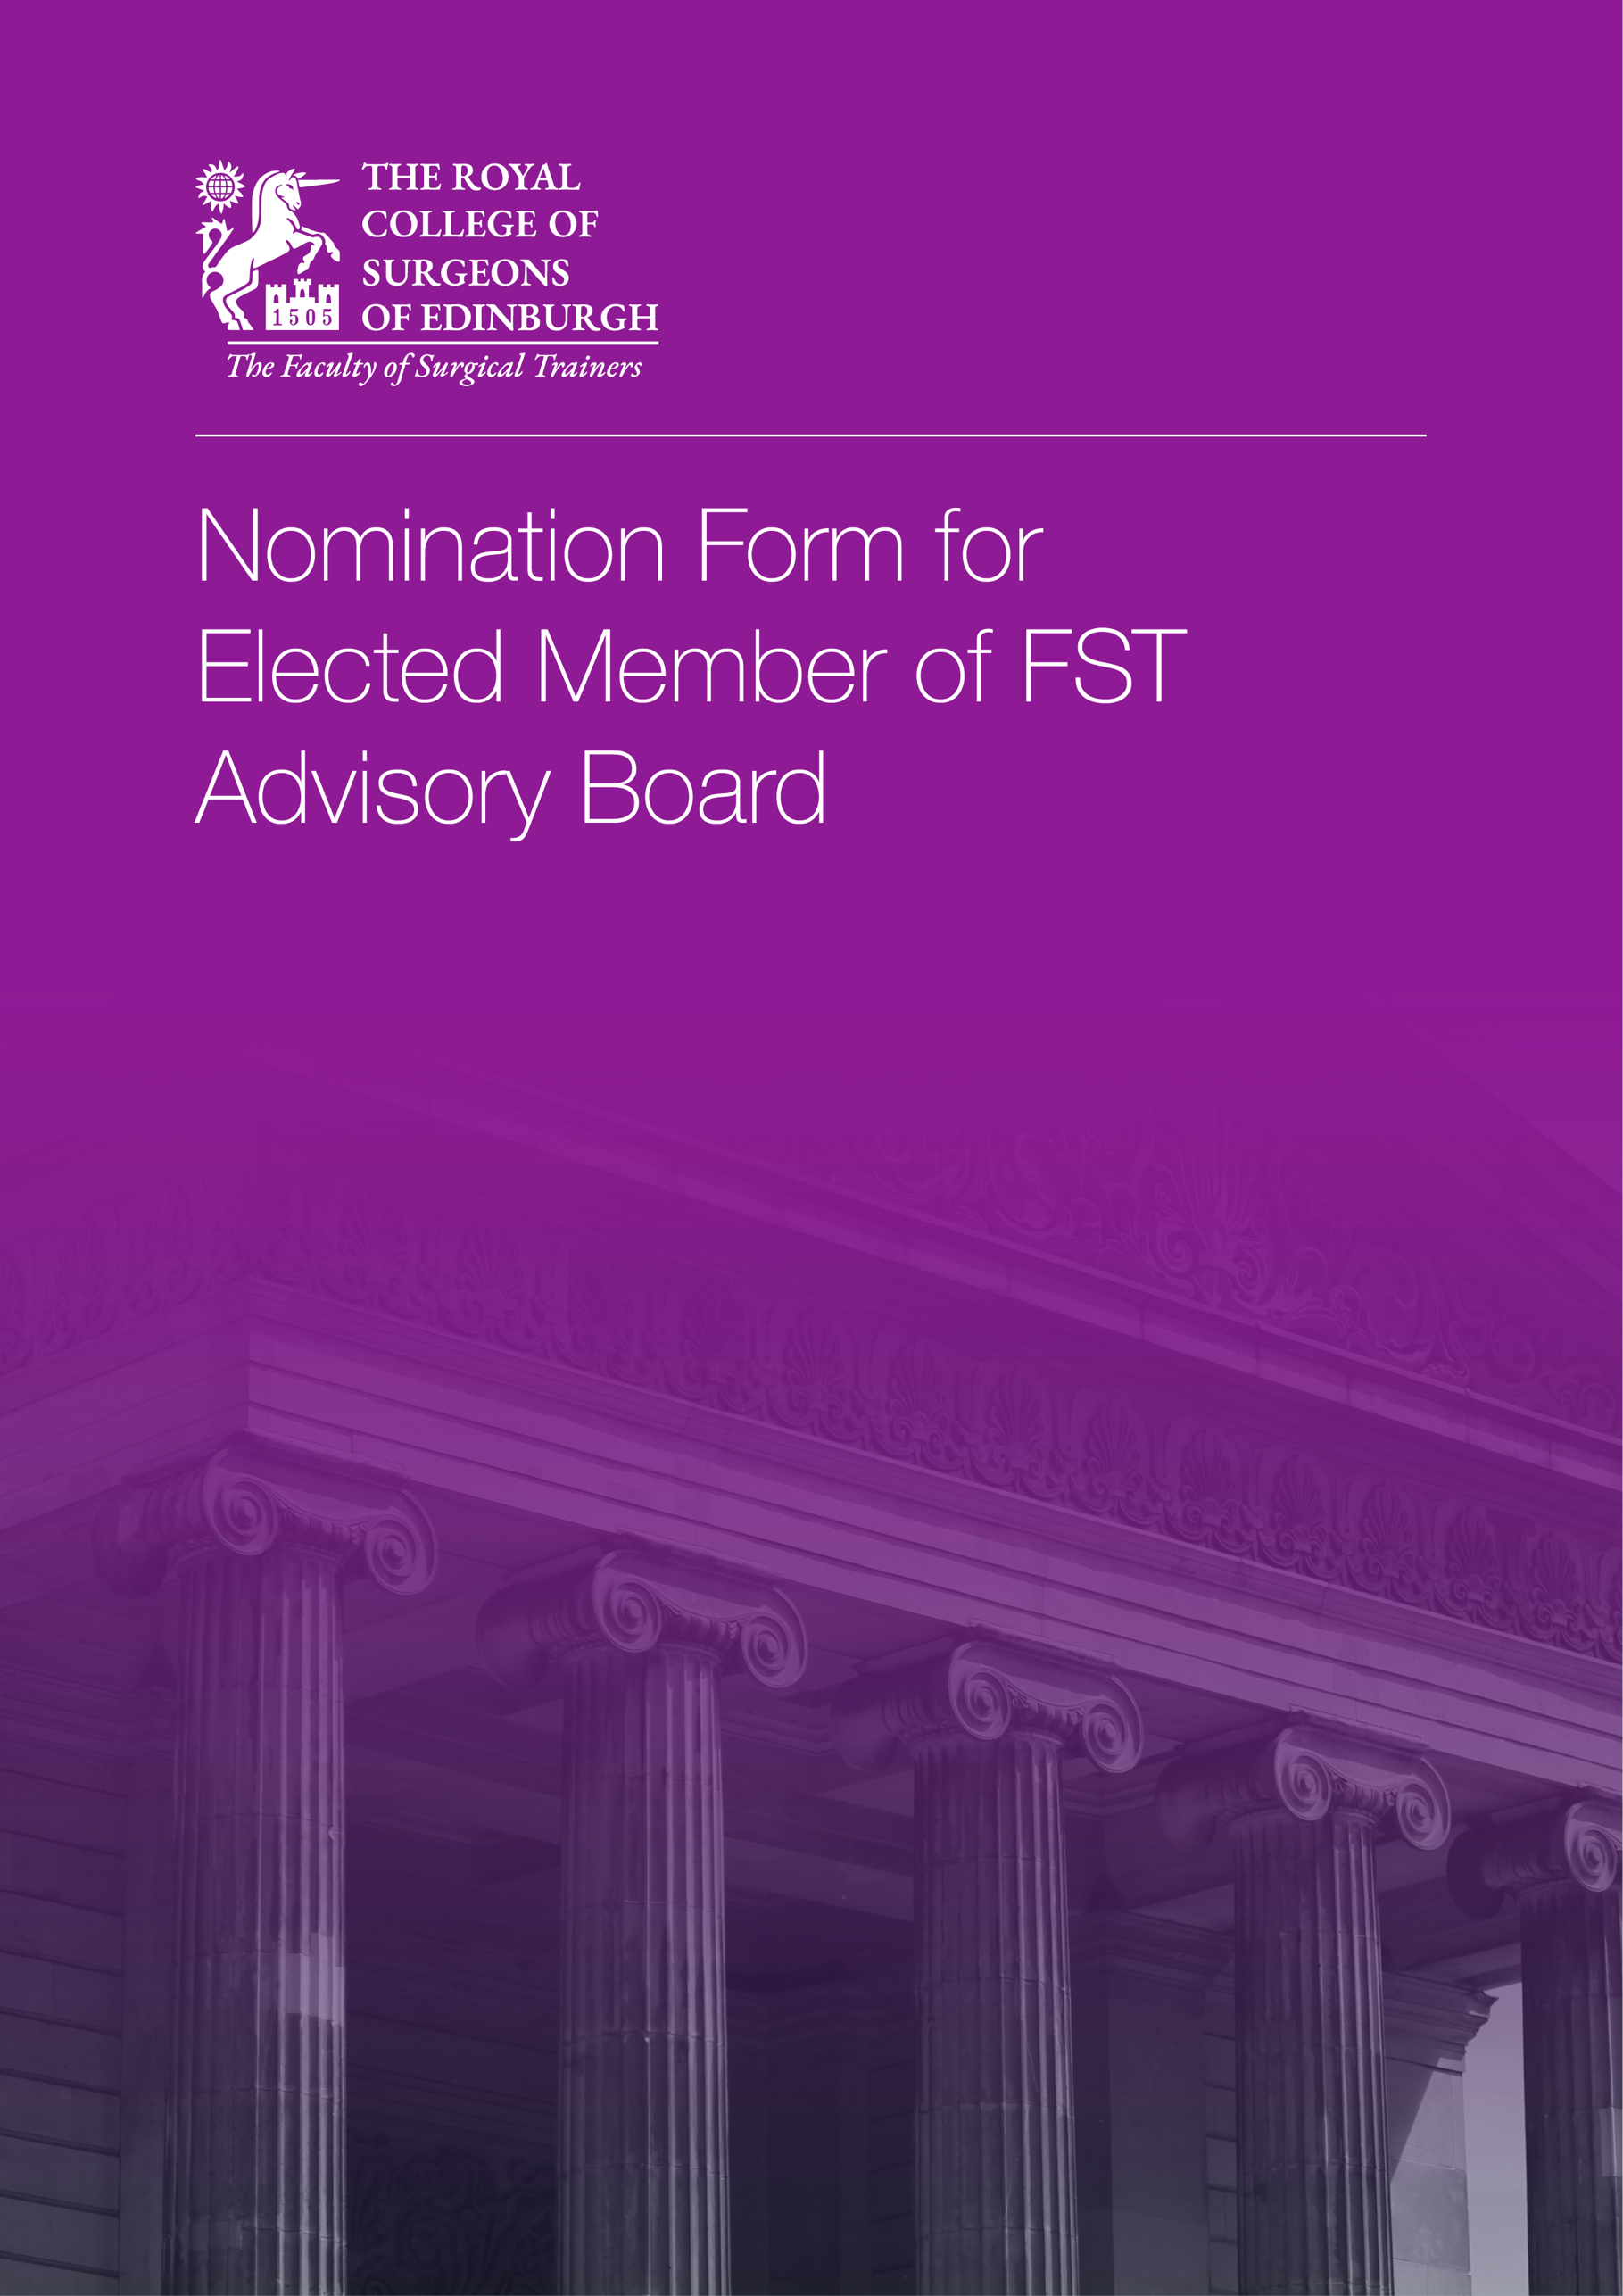 THE ROYAL
COLLEGE OF
SURGEONS
OF EDINBURGH
1505
The Faculty of Surgical Trainers
Nomination Form for
Elected Member of FST
Advisory Board